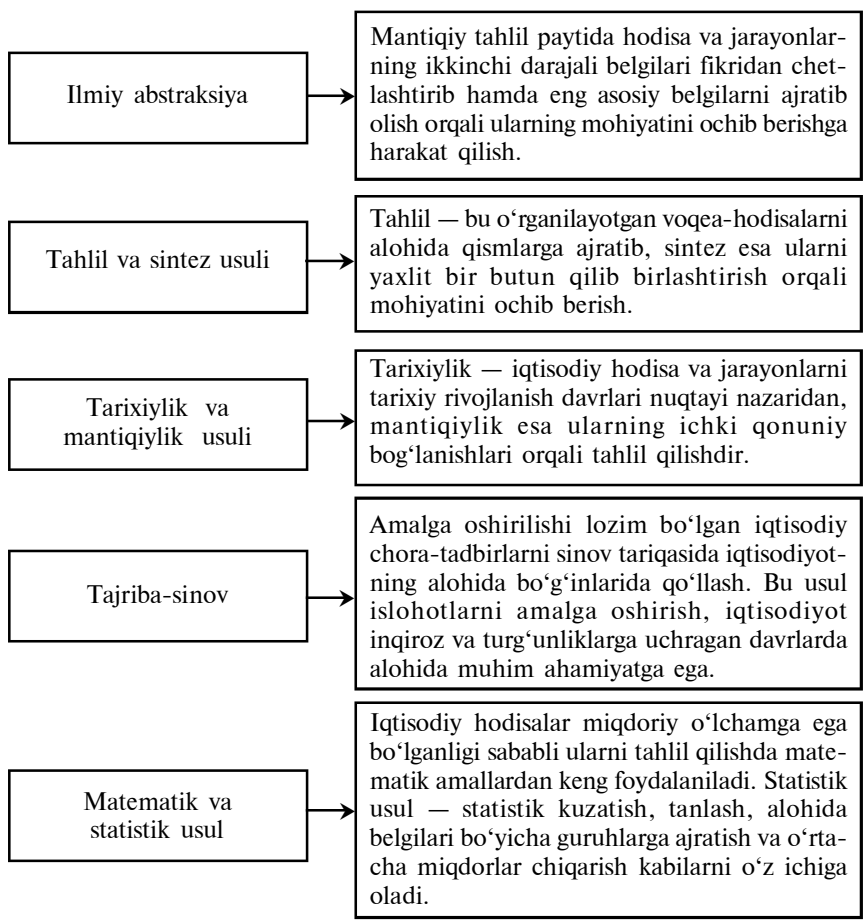 Ilmiy abstraksiya
Mantiqiy tahlil paytida hodisa va jarayonlar-
ning ikkinchi darajali belgilari fikridan chet-
lashtirib hamda eng asosiy belgilarni ajratib
olish orqali ularning mohiyatini ochib berishga
harakat qilish.
Tahlil va sintez usuli
Tahlil — bu o‘rganilayotgan voqea-hodisalarni
alohida qismlarga ajratib, sintez esa ularni
yaxlit bir butun qilib birlashtirish orqali
mohiyatini ochib berish.
Tarixiylik va
mantiqiylik usuli
Tarixiylik — iqtisodiy hodisa va jarayonlarni
tarixiy rivojlanish davrlari nuqtayi nazaridan,
mantiqiylik esa ularning ichki qonuniy
bog‘lanishlari orqali tahlil qilishdir.
Tajriba-sinov
Amalga oshirilishi lozim bo‘lgan iqtisodiy
chora-tadbirlarni sinov tariqasida iqtisodiyot-
ning alohida bo‘g‘inlarida qo‘llash. Bu usul
islohotlarni amalga oshirish, iqtisodiyot
inqiroz va turg‘unliklarga uchragan davrlarda
alohida muhim ahamiyatga ega.
Matematik va
statistik usul
Iqtisodiy hodisalar miqdoriy o‘lchamga ega
bo‘lganligi sababli ularni tahlil qilishda mate-
matik amallardan keng foydalaniladi. Statistik
usul — statistik kuzatish, tanlash, alohida
belgilari bo‘yicha guruhlarga ajratish va o‘rta-
cha miqdorlar chiqarish kabilarni o‘z ichiga
oladi.